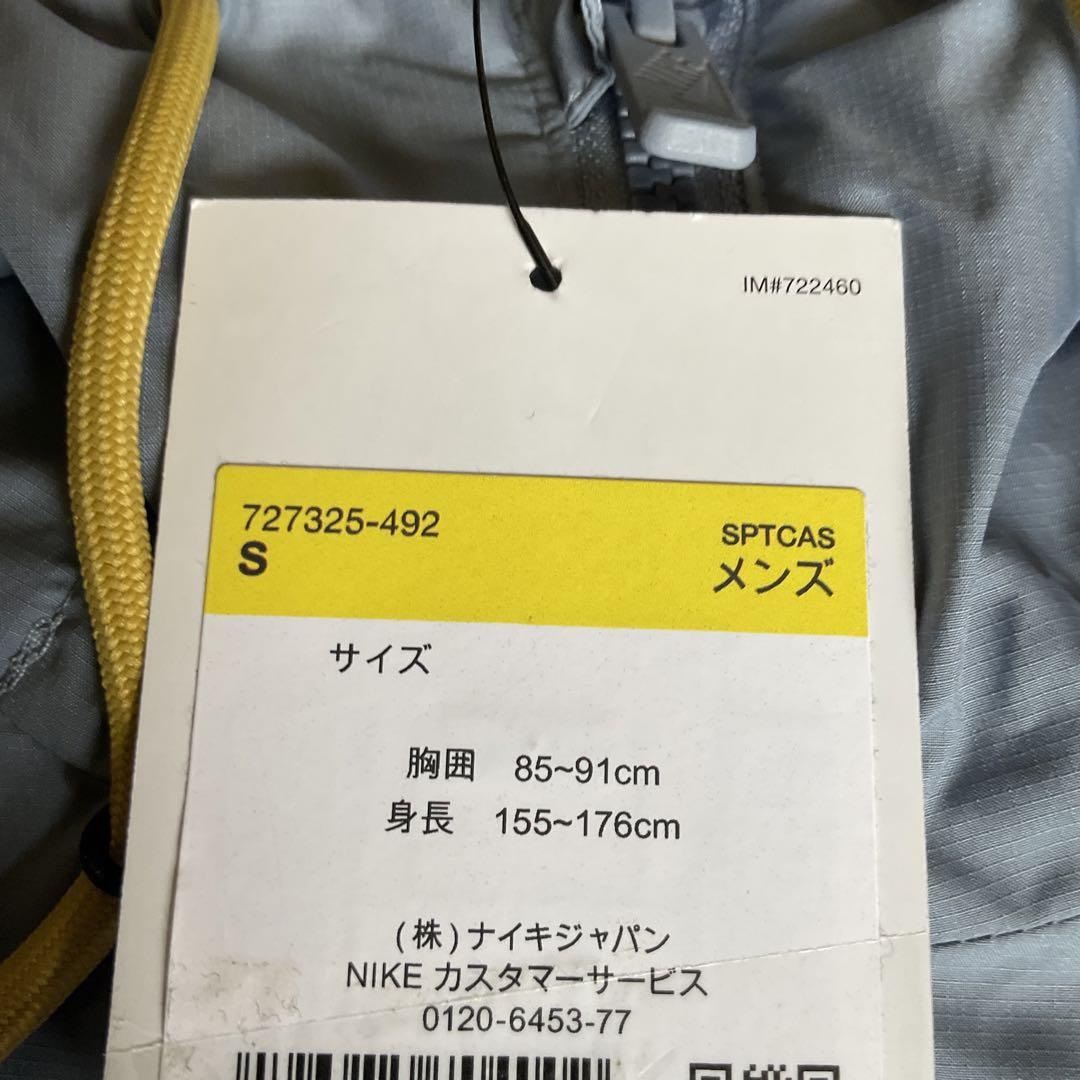 IM#722460
727325-492
SPTCAS
S
メンズ
サイズ
胸囲 85~91cm
身長 155~176cm
(株)ナイキジャパン
NIKE カスタマーサービス
0120-6453-77